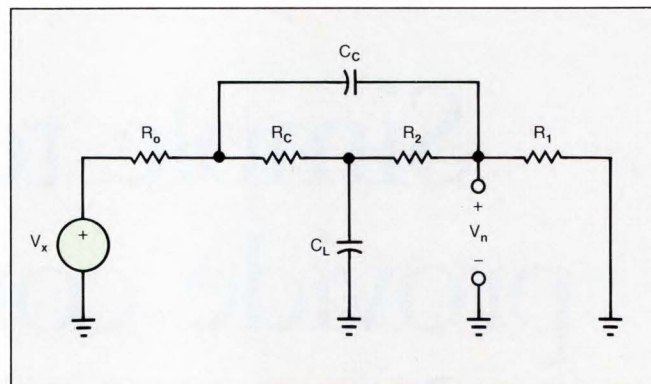 C_C
R_o R_C R_2 R_1
+
V_x
C_L
+
V_n
−